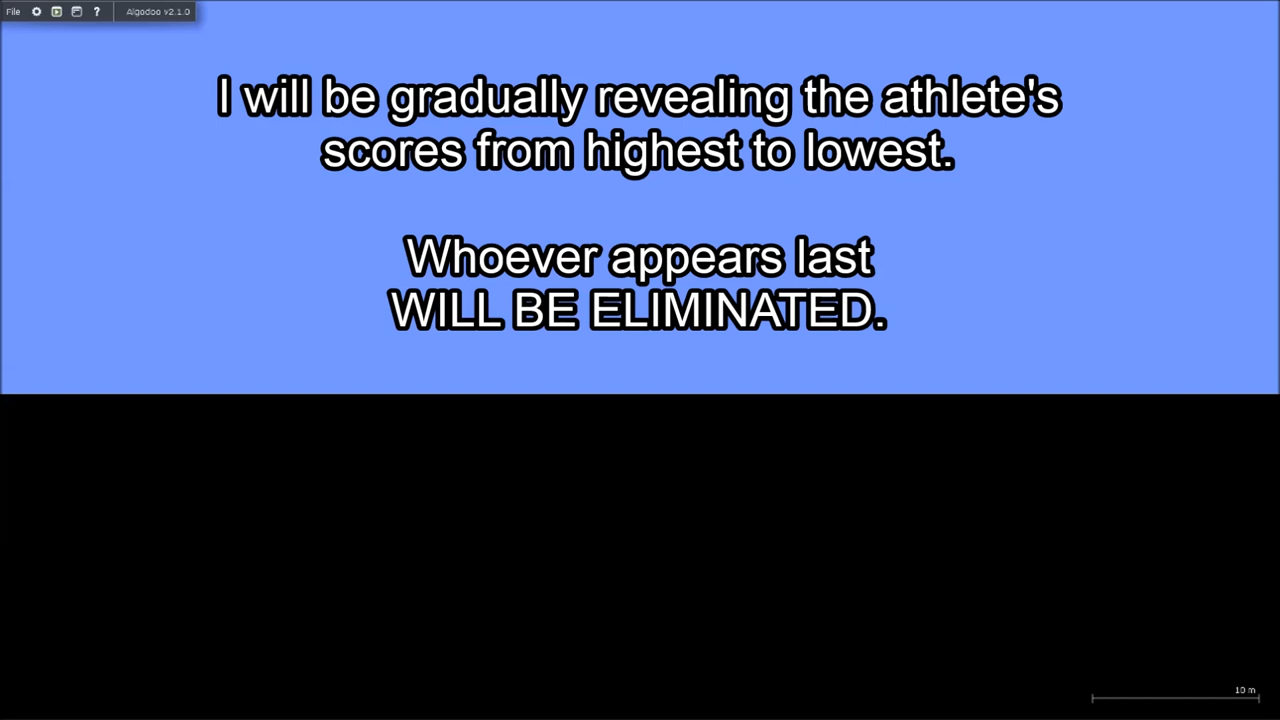 File ? Algodoo v2.1.0
I will be gradually revealing the athlete's
scores from highest to lowest.
Whoever appears last
WILL BE ELIMINATED.
10 m